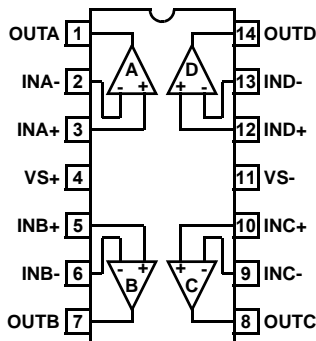 OUTA 1 14 OUTD
A D
INA- 2 - + + - 13 IND-
INA+ 3 12 IND+
VS+ 4 11 VS-
INB+ 5 10 INC+
INB- 6 - + + - 9 INC-
B C
OUTB 7 8 OUTC